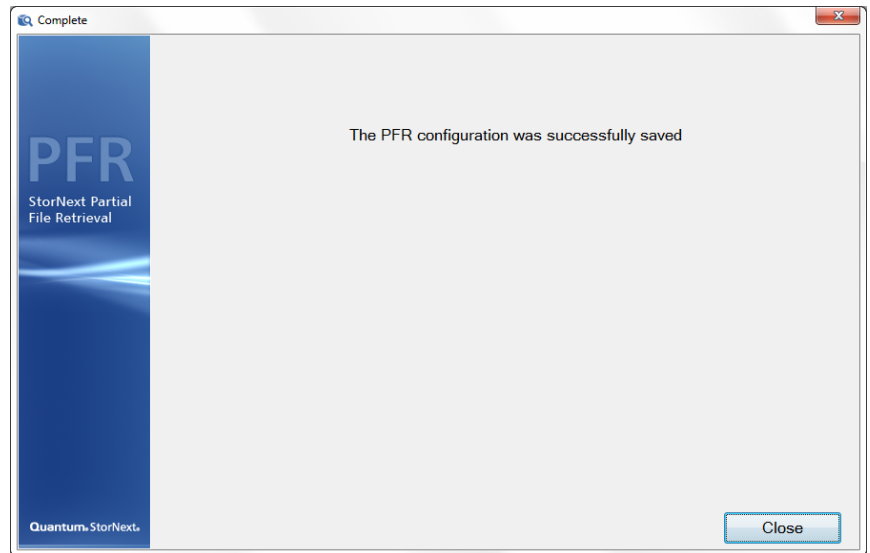 Complete
The PFR configuration was successfully saved
PFR
StorNext Partial
File Retrieval
Quantum. StorNext.
Close